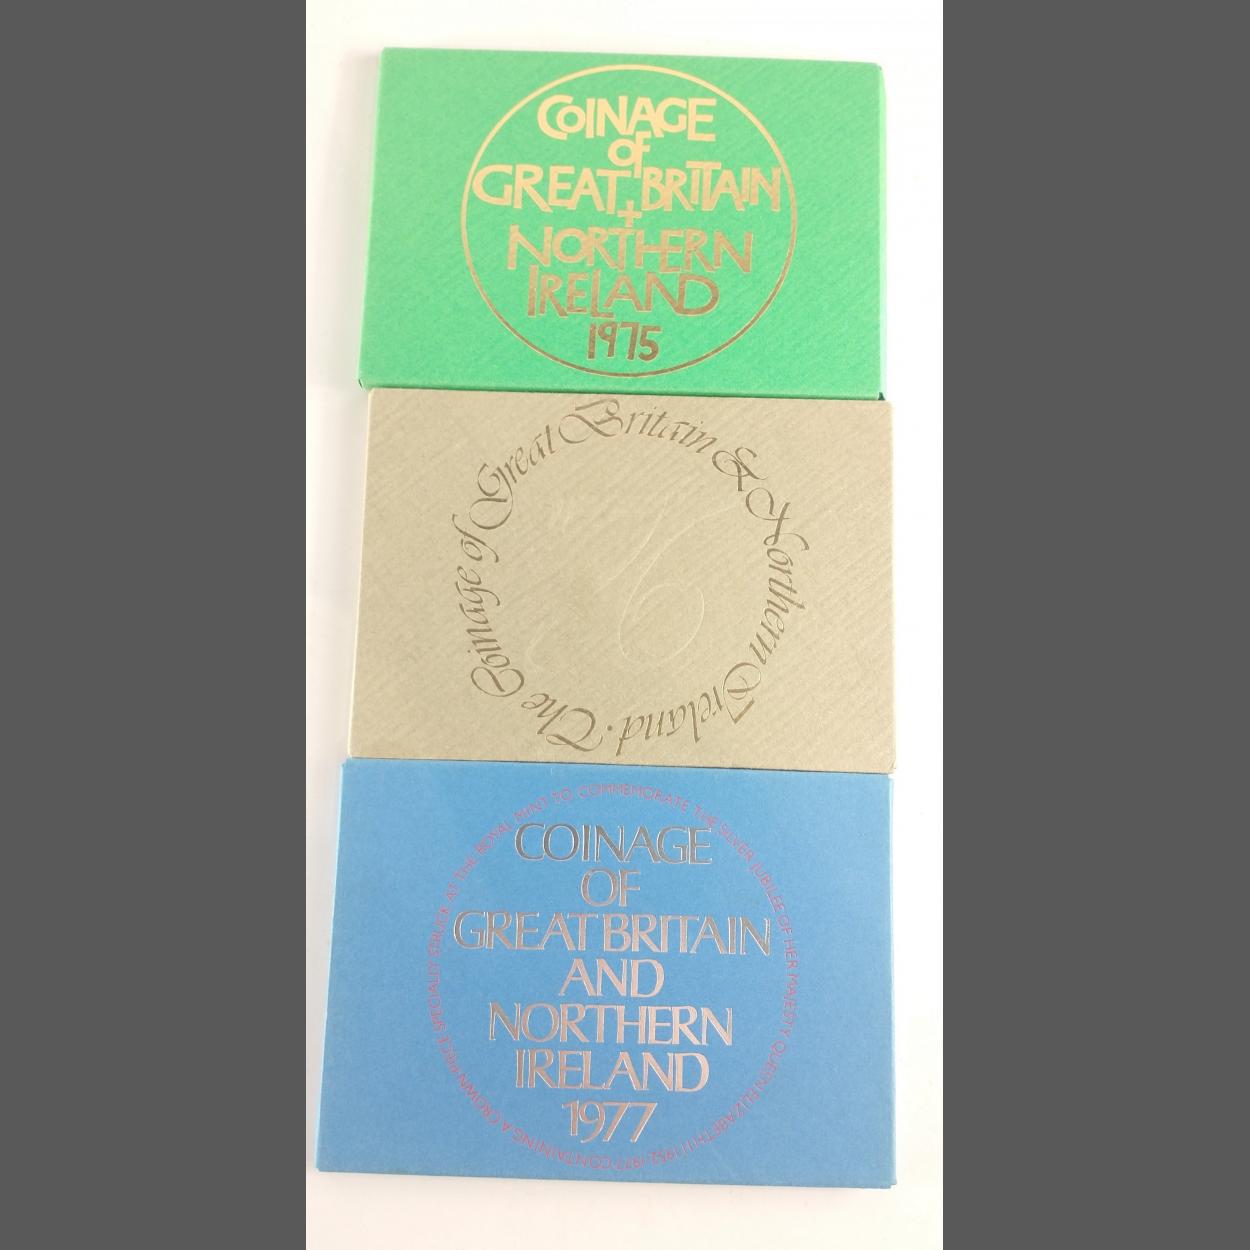 COINAGE
OF
GREAT BRITAIN
+
NORTHERN
IRELAND
1975
The Coinage of Great Britain & Northern Ireland ·
76
COINAGE
OF
GREAT BRITAIN
AND
NORTHERN
IRELAND
1977
CONTAINING A CROWN PIECE SPECIALLY STRUCK AT THE ROYAL MINT TO COMMEMORATE THE SILVER JUBILEE OF HER MAJESTY QUEEN ELIZABETH II 1952-1977·